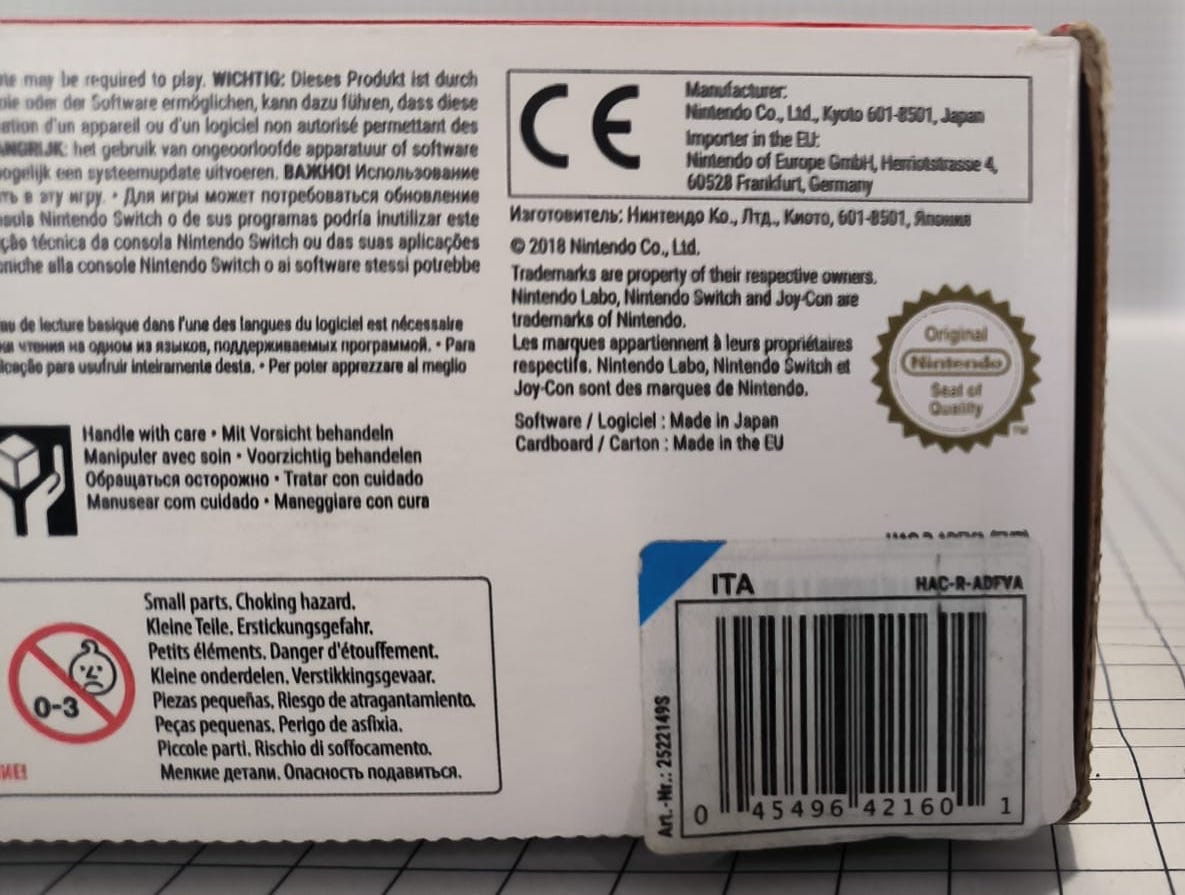 may be required to play. WICHTIG: Dieses Produkt ist durch
oder der Software ermöglichen, kann dazu führen, dass diese
d'un appareil ou d'un logiciel non autorisé permettant des
het gebruik van ongeoorloofde apparatuur of software
een systeemupdate uitvoeren. ВАЖНО! Использование
в эту игру. • Для игры может потребоваться обновление
Nintendo Switch o de sus programas podría inutilizar este
técnica da consola Nintendo Switch ou das suas aplicações
alla console Nintendo Switch o ai software stessi potrebbe
de lecture basique dans l'une des langues du logiciel est nécessaire
чтения на одном из языков, поддерживаемых программой. • Para
para usufruir inteiramente desta. • Per poter apprezzare al meglio
Handle with care • Mit Vorsicht behandeln
Manipuler avec soin • Voorzichtig behandelen
Обращаться осторожно • Tratar con cuidado
Manusear com cuidado • Maneggiare con cura
0-3
Small parts. Choking hazard.
Kleine Teile. Erstickungsgefahr.
Petits éléments. Danger d'étouffement.
Kleine onderdelen. Verstikkingsgevaar.
Piezas pequeñas. Riesgo de atragantamiento.
Peças pequenas. Perigo de asfixia.
Piccole parti. Rischio di soffocamento.
Мелкие детали. Опасность подавиться.
CE
Manufacturer:
Nintendo Co., Ltd., Kyoto 601-8501, Japan
Importer in the EU:
Nintendo of Europe GmbH, Herriotstrasse 4,
60528 Frankfurt, Germany
Изготовитель: Нинтендо Ко., Лтд., Киото, 601-8501, Япония
© 2018 Nintendo Co., Ltd.
Trademarks are property of their respective owners.
Nintendo Labo, Nintendo Switch and Joy-Con are
trademarks of Nintendo.
Les marques appartiennent à leurs propriétaires
respectifs. Nintendo Labo, Nintendo Switch et
Joy-Con sont des marques de Nintendo.
Software / Logiciel : Made in Japan
Cardboard / Carton : Made in the EU
Original
Nintendo
Seal of
Quality
TM
ITA
HAC-R-ADFYA
Art.-Nr.: 2522149S
0 45496 42160 1